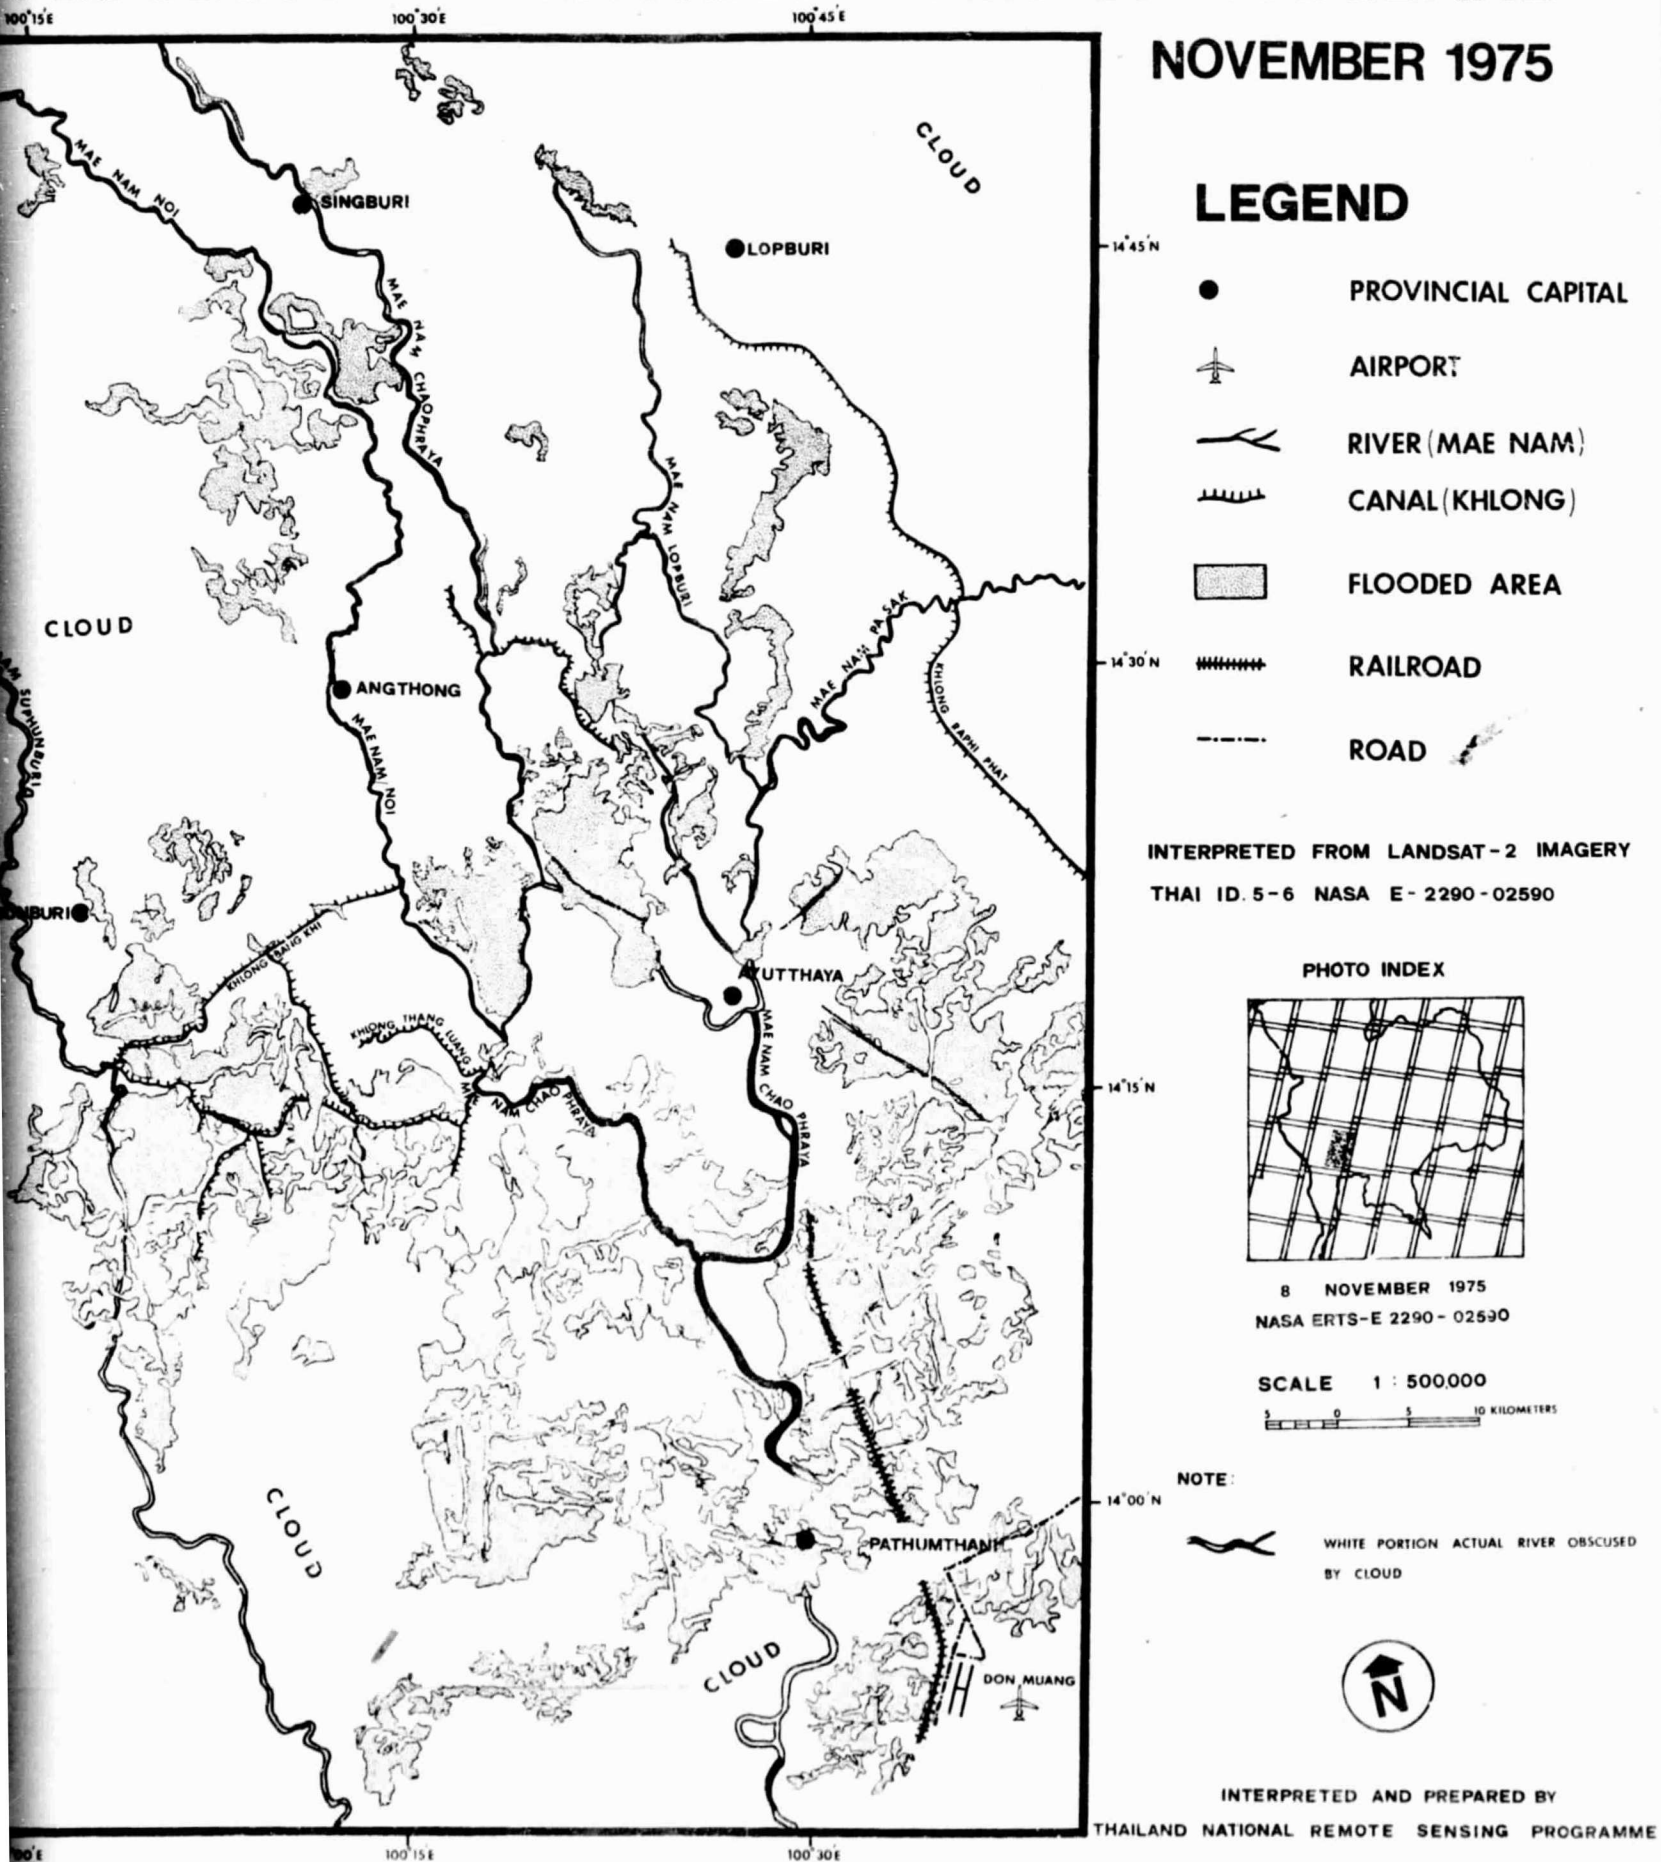 100°15'E
100°30'E
100°45'E
NOVEMBER 1975
CLOUD
MAE NAM NOI
SINGBURI
LOPBURI
14°45'N
LEGEND
PROVINCIAL CAPITAL
AIRPORT
RIVER (MAE NAM)
CANAL (KHLONG)
FLOODED AREA
RAILROAD
ROAD
MAE NAM CHAOPHRAYA
MAE NAM LOPBURI
MAE NAM PA SAK
CLOUD
14°30'N
KHLONG RAPHI PHAT
ANGTHONG
MAE NAM NOI
SUPHUNBURI
INTERPRETED FROM LANDSAT-2 IMAGERY
THAI ID. 5-6 NASA E-2290-02590
KHLONG BANG KHI
AYUTTHAYA
PHOTO INDEX
KHLONG THANG LUANG
MAE NAM CHAO PHRAYA
MAE NAM CHAO PHRAYA
14°15'N
8 NOVEMBER 1975
NASA ERTS-E 2290-02590
SCALE 1 : 500,000
5 0 5 10 KILOMETERS
NOTE:
WHITE PORTION ACTUAL RIVER OBSCUSED
BY CLOUD
14°00'N
CLOUD
PATHUMTHANI
CLOUD
DON MUANG
N
INTERPRETED AND PREPARED BY
THAILAND NATIONAL REMOTE SENSING PROGRAMME
100°15'E
100°30'E